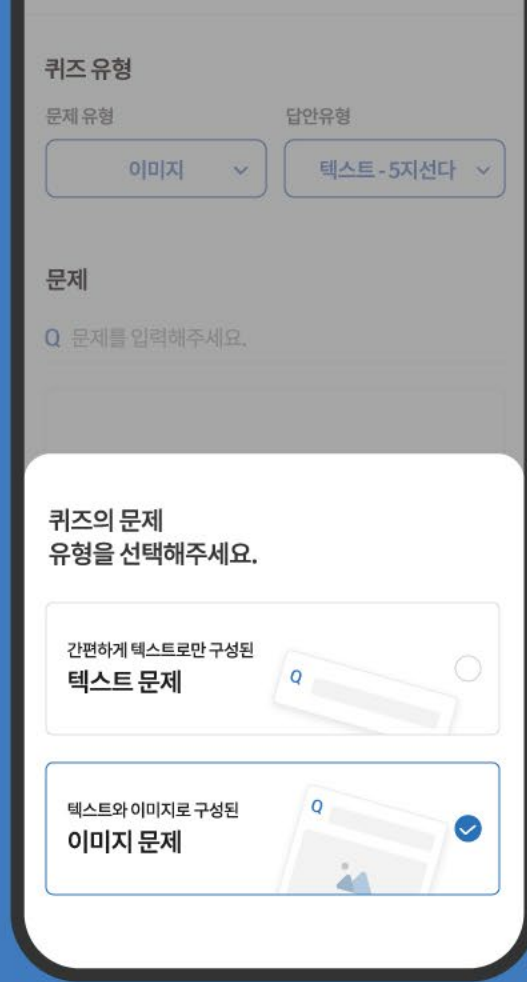 퀴즈 유형
문제 유형 답안유형
이미지 텍스트 - 5지선다
문제
Q 문제를 입력해주세요.
퀴즈의 문제
유형을 선택해주세요.
간편하게 텍스트로만 구성된
텍스트 문제
Q
텍스트와 이미지로 구성된
이미지 문제
Q